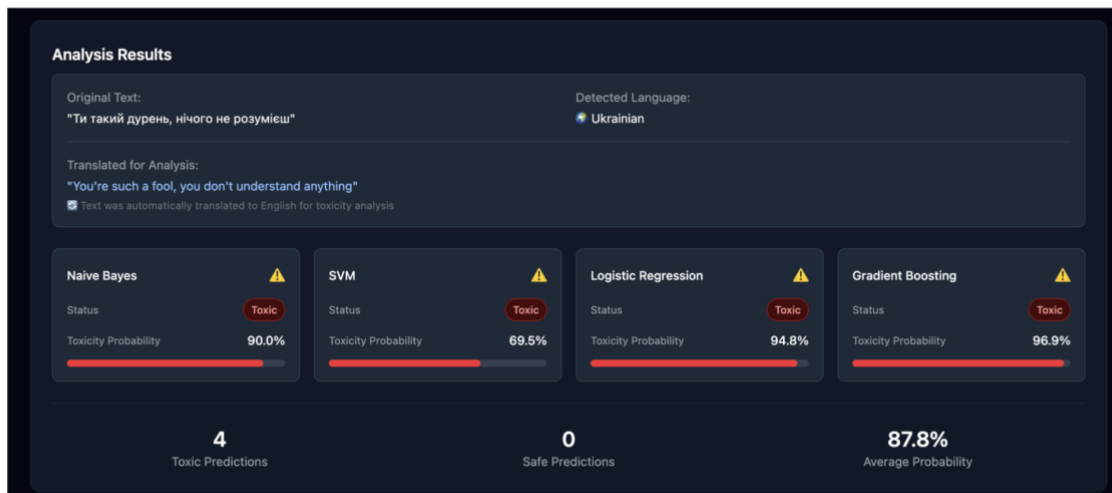 Analysis Results
Original Text:
"Ти такий дурень, нічого не розумієш"
Detected Language:
Ukrainian
Translated for Analysis:
"You're such a fool, you don't understand anything"
Text was automatically translated to English for toxicity analysis
Naive Bayes
Status
Toxic
Toxicity Probability
90.0%
SVM
Status
Toxic
Toxicity Probability
69.5%
Logistic Regression
Status
Toxic
Toxicity Probability
94.8%
Gradient Boosting
Status
Toxic
Toxicity Probability
96.9%
4
Toxic Predictions
0
Safe Predictions
87.8%
Average Probability